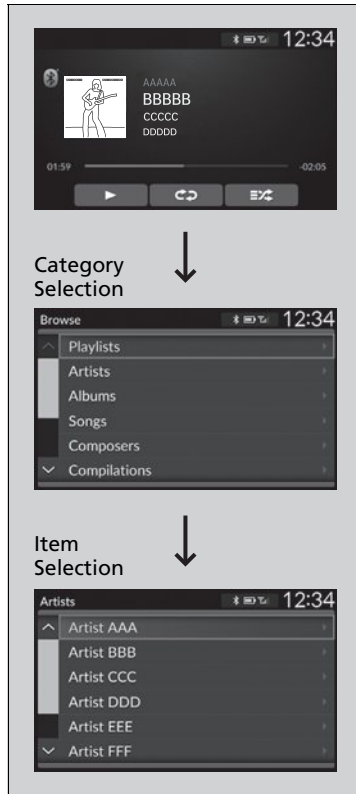 12:34
AAAAA
BBBBB
CCCCC
DDDDD
01:59
-02:05
Category
Selection
Browse
12:34
Playlists
Artists
Albums
Songs
Composers
Compilations
Item
Selection
Artists
12:34
Artist AAA
Artist BBB
Artist CCC
Artist DDD
Artist EEE
Artist FFF